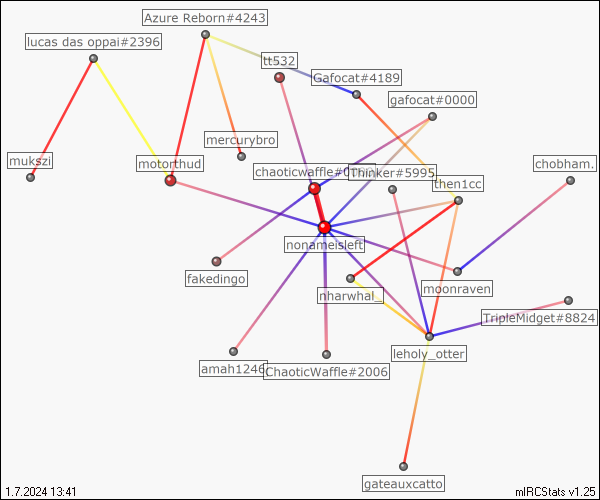 Azure Reborn#4243
lucas das oppai#2396
tt532
Gafocat#4189
gafocat#0000
mercurybro
mukszi
motorthud
chaoticwaffle#0
Thinker#5995
chobham.
then1cc
nonameisleft
fakedingo
nharwhal_
moonraven
TripleMidget#8824
leholy_otter
amah1246
ChaoticWaffle#2006
gateauxcatto
1.7.2024 13:41
mIRCStats v1.25